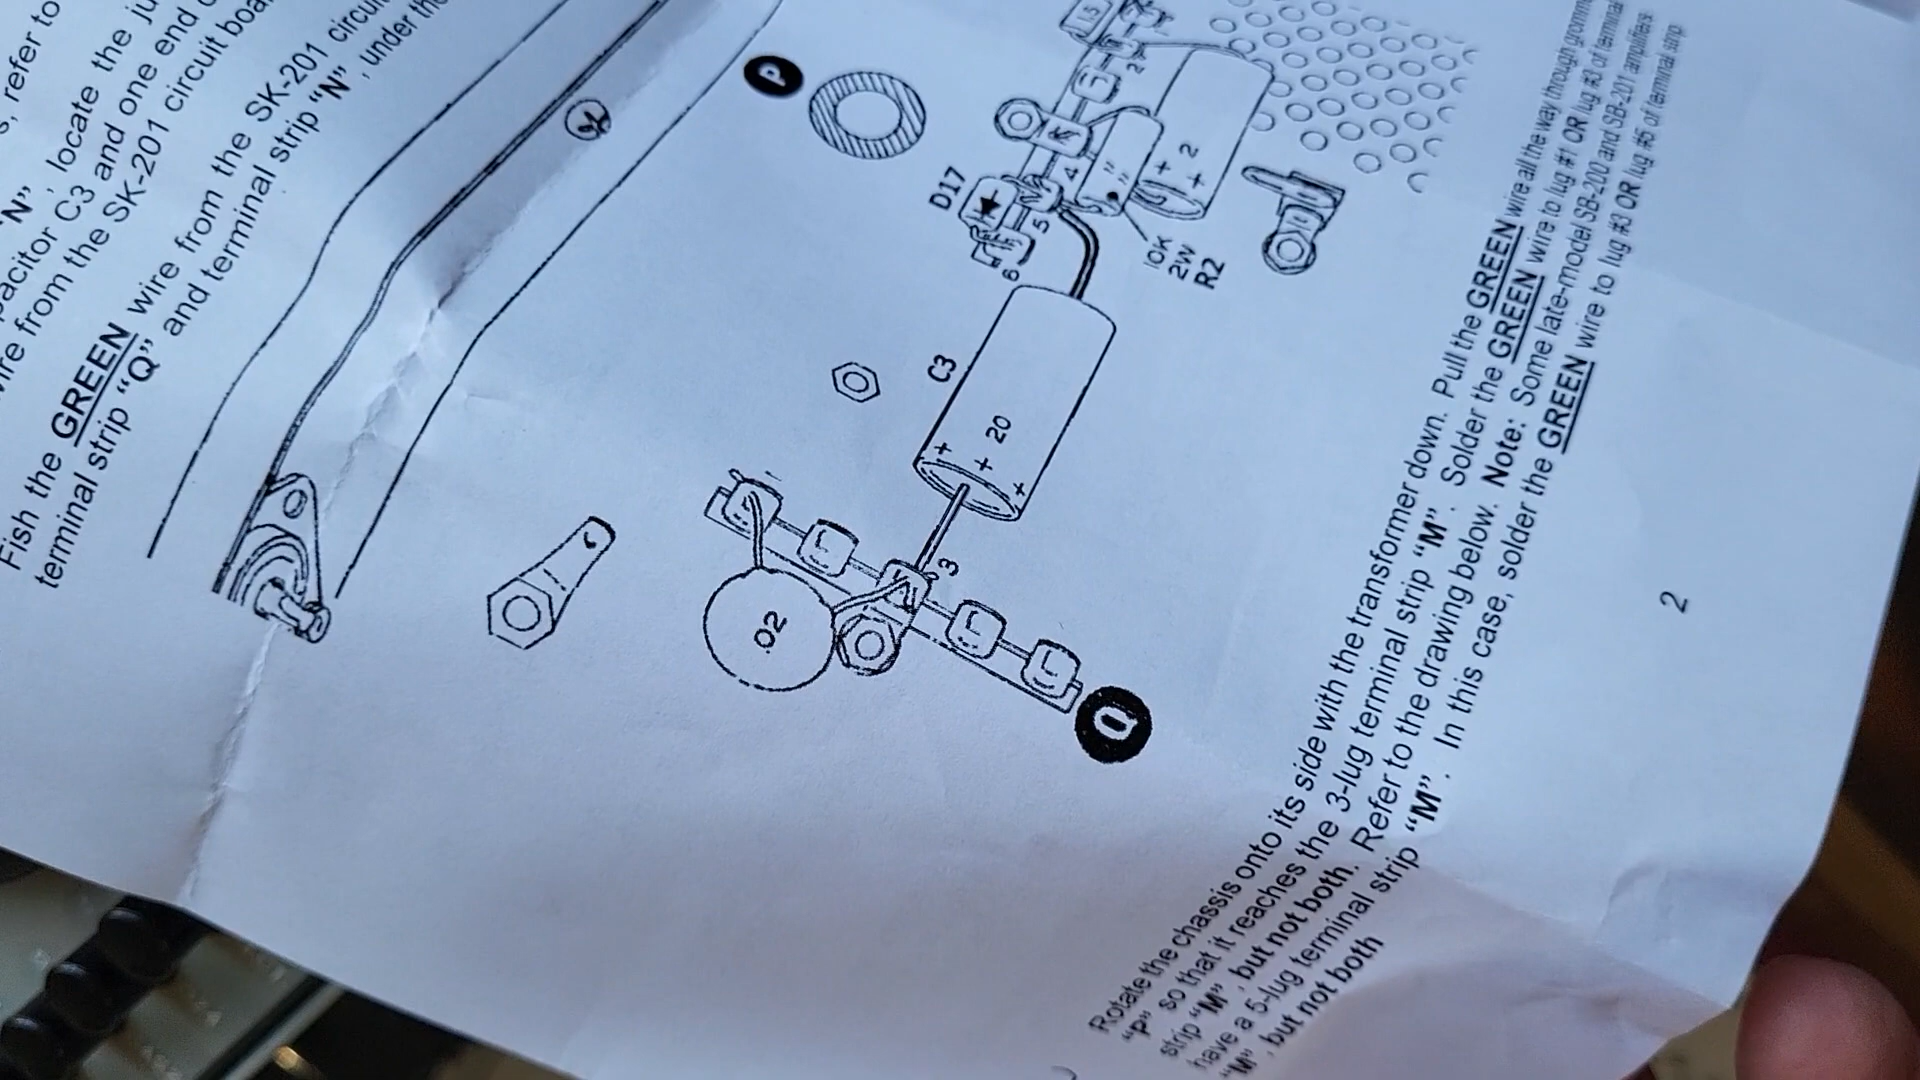 s, refer to
"N", locate the ju
pacitor C3 and one end o
wire from the SK-201 circuit boa
Fish the GREEN wire from the SK-201 circuit
terminal strip "Q" and terminal strip "N", under the
P
D17
2
4
5
6
+ 2
+
10K
2W
R2
C3
+
+ 20
+
.02
3
Q
Rotate the chassis onto its side with the transformer down. Pull the GREEN wire all the way through gromm
"P" so that it reaches the 3-lug terminal strip "M". Solder the GREEN wire to lug #1 OR lug #3 of terminal
strip "M", but not both. Refer to the drawing below. Note: Some late-model SB-200 and SB-201 amplifiers
have a 5-lug terminal strip "M". In this case, solder the GREEN wire to lug #3 OR lug #5 of terminal strip
"M", but not both
2